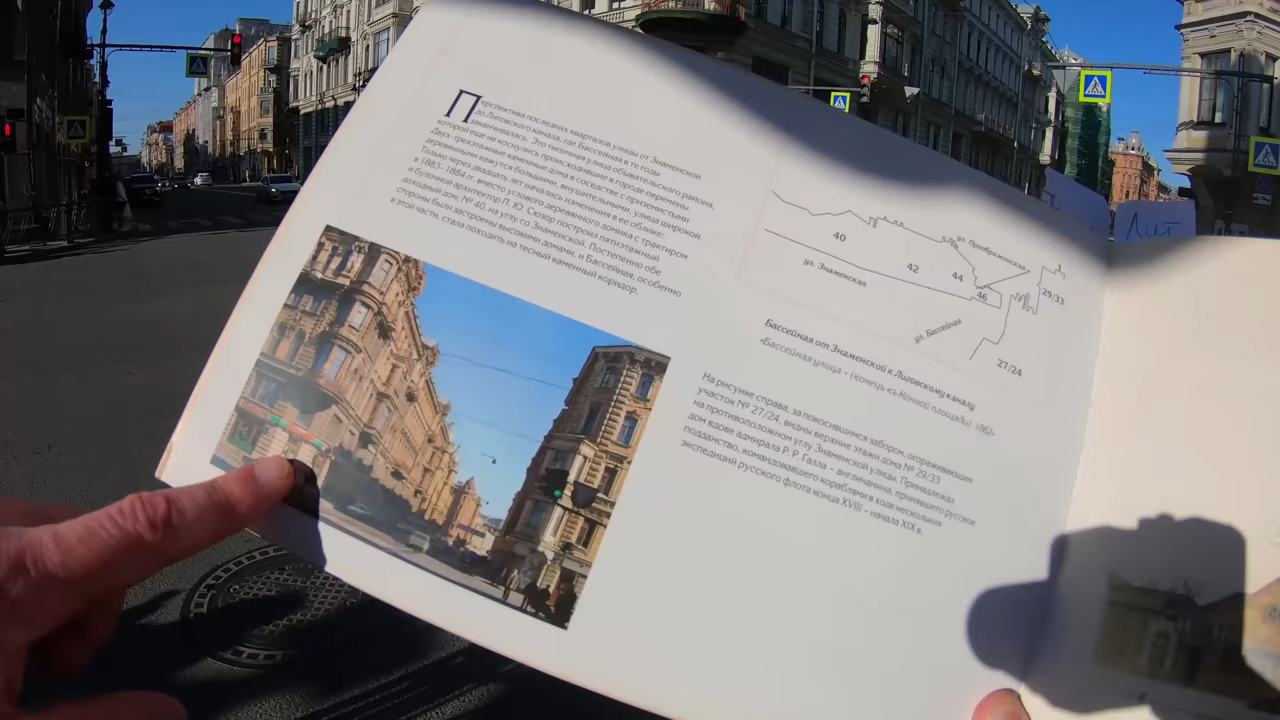 Перспектива последних кварталов улицы от Знаменской
до Лиговского канала, где Бассейная в те годы
заканчивалась. Это типичная улица обывательского района,
которой еще не коснулись происходившие в городе перемены.
Двух-трехэтажные каменные дома в соседстве с приземистыми
деревянными кажутся большими, внушительными, улица широкой.
Только через двадцать лет начались изменения в ее облике:
в 1883–1884 гг. вместо углового деревянного домика с трактиром
и булочной архитектор П. Ю. Сюзор построил пятиэтажный
доходный дом, № 40, на углу со Знаменской. Постепенно обе
стороны были застроены высокими домами, и Бассейная, особенно
в этой части, стала походить на тесный каменный коридор.
40
42
44
46
ул. Преображенская
29/33
ул. Знаменская
ул. Бассейная
27/24
Бассейная от Знаменской к Лиговскому каналу
«Бассейная улица – (конецъ къ Конной площади). 1862»
На рисунке справа, за покосившимся забором, огораживающим
участок № 27/24, видны верхние этажи дома № 29/33
на противоположном углу Знаменской улицы. Принадлежал
дом вдове адмирала Р. Р. Галла – англичанина, принявшего русское
подданство, командовавшего кораблями в ходе нескольких
экспедиций русского флота конца XVIII – начала XIX в.
Лит